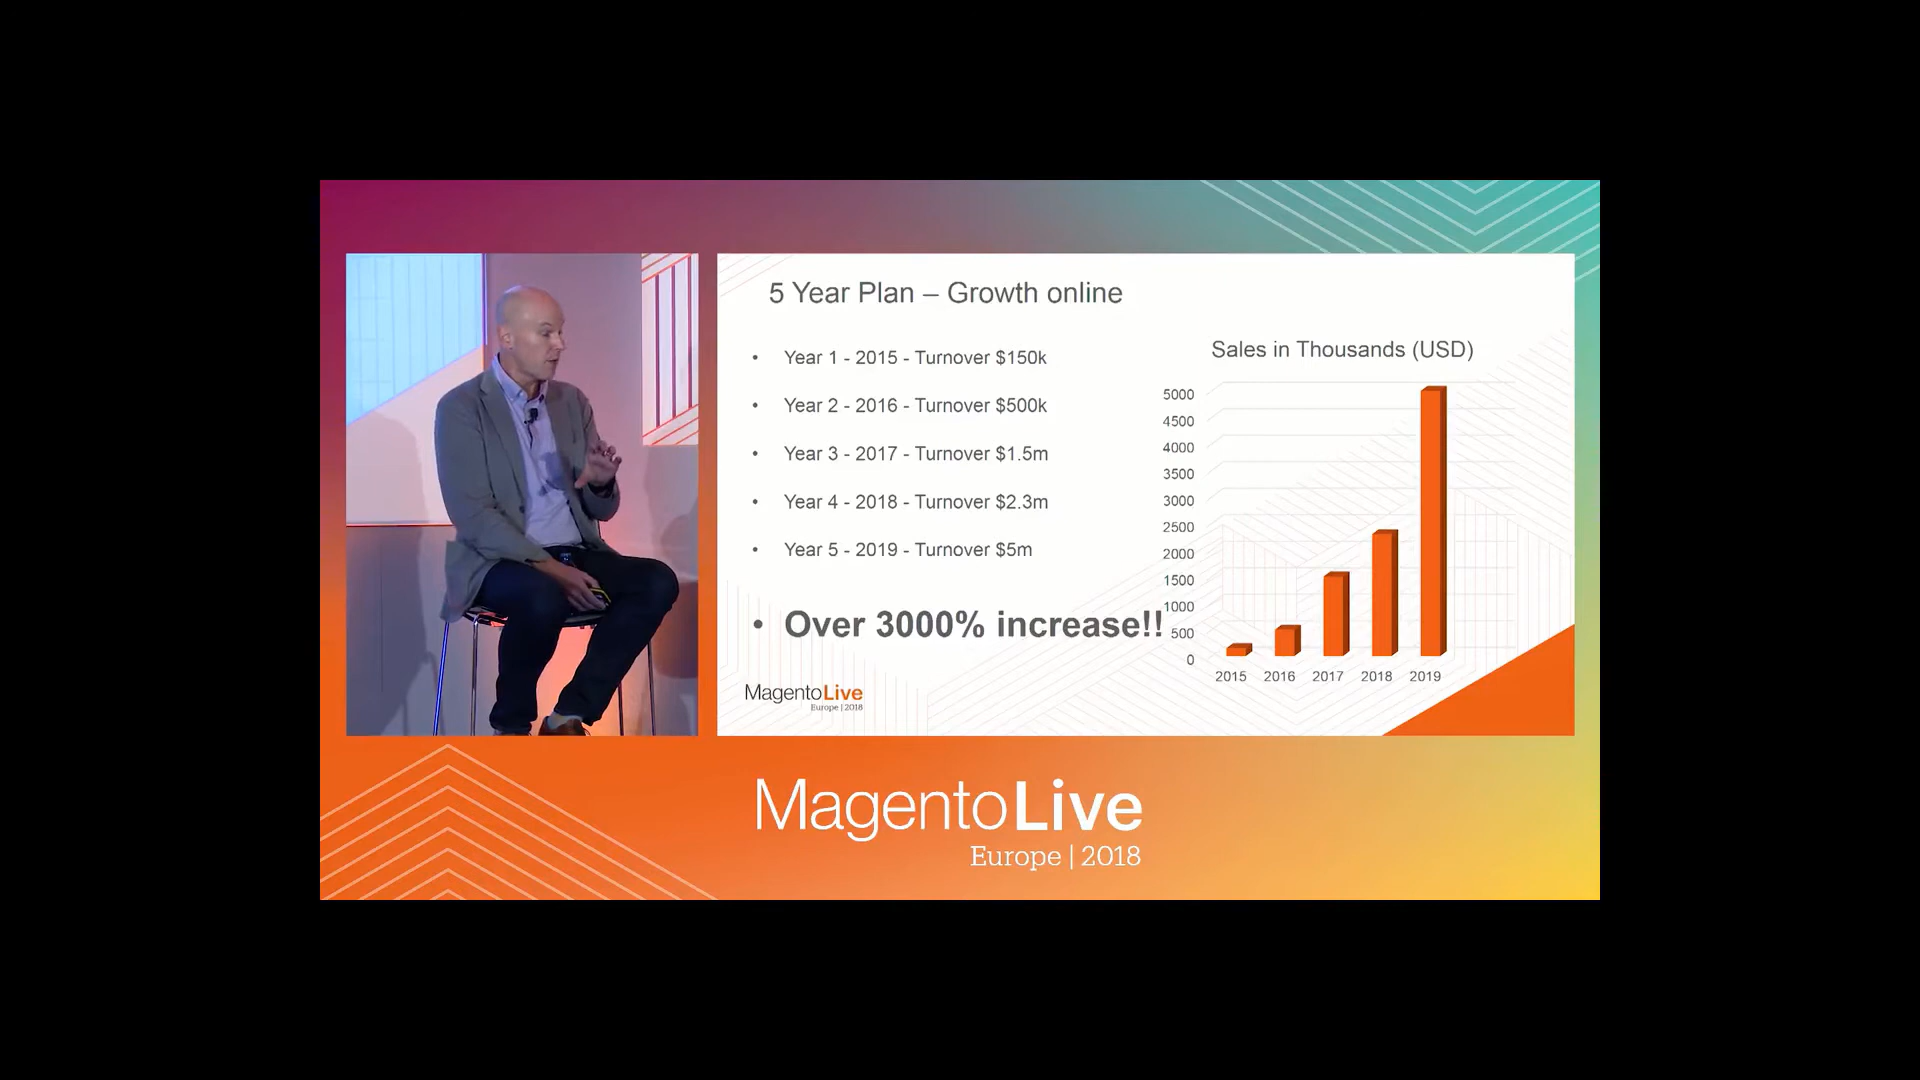 5 Year Plan – Growth online
• Year 1 - 2015 - Turnover $150k
• Year 2 - 2016 - Turnover $500k
• Year 3 - 2017 - Turnover $1.5m
• Year 4 - 2018 - Turnover $2.3m
• Year 5 - 2019 - Turnover $5m
• Over 3000% increase!!
Sales in Thousands (USD)
5000
4500
4000
3500
3000
2500
2000
1500
1000
500
0
2015 2016 2017 2018 2019
MagentoLive
Europe | 2018
MagentoLive
Europe | 2018